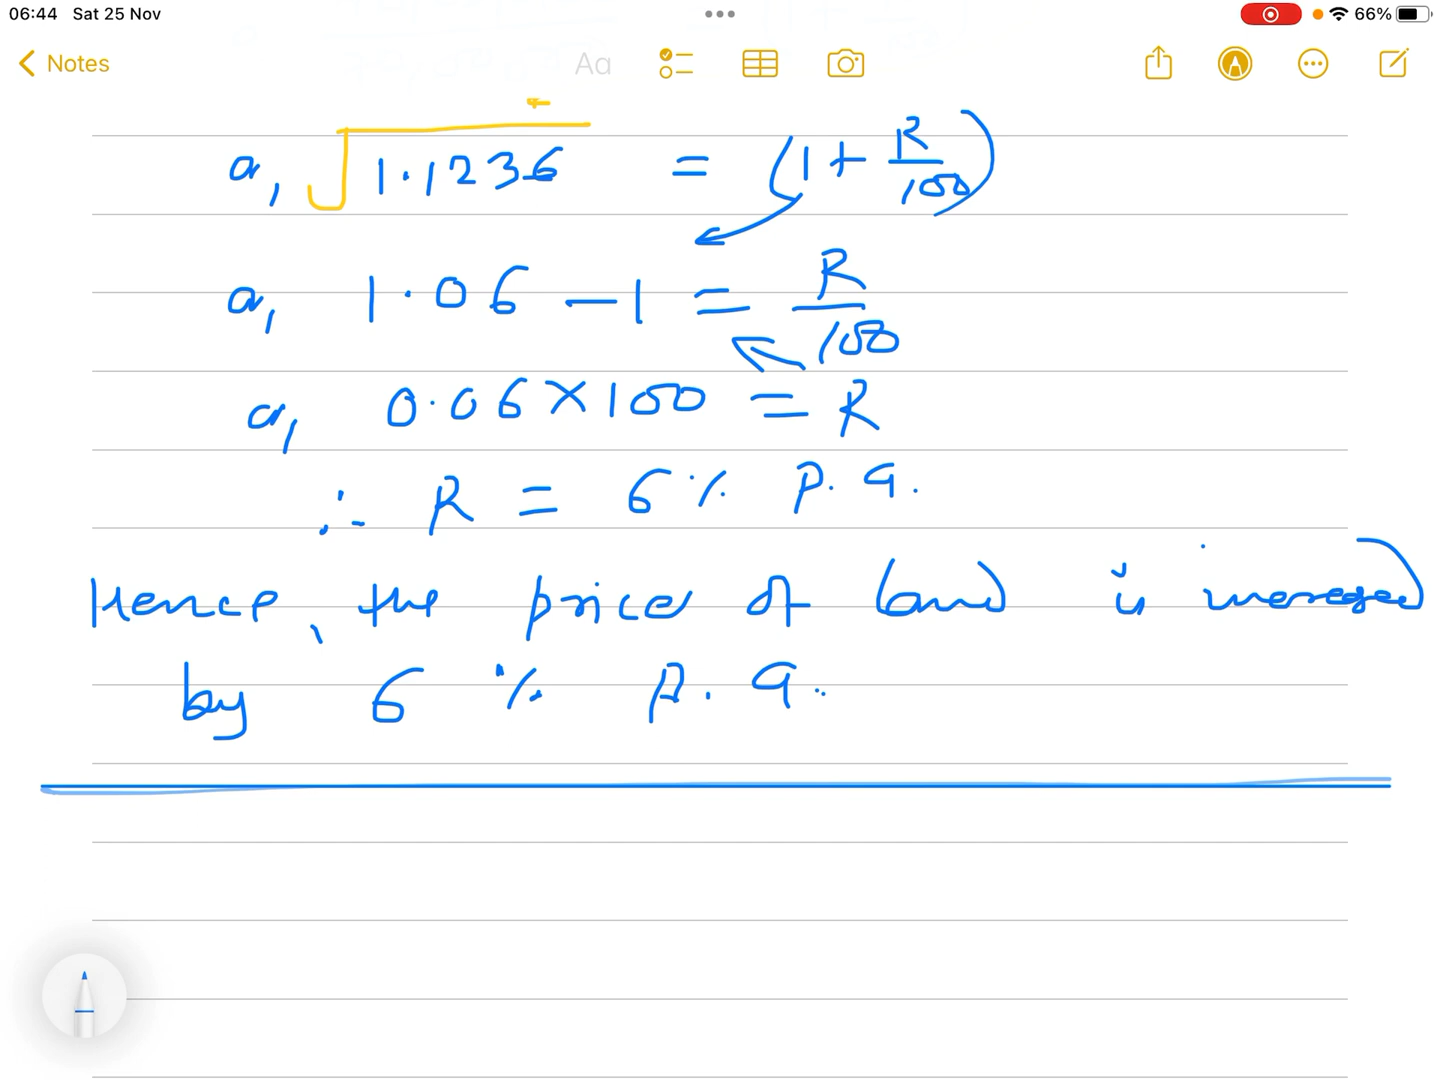 06:44 Sat 25 Nov 66%
Notes Aa
or, √1.1236 = (1 + R/100)
or, 1.06 - 1 = R/100
or, 0.06 × 100 = R
∴ R = 6% P.a.
Hence, the price of land is increased
by 6 % P.a.